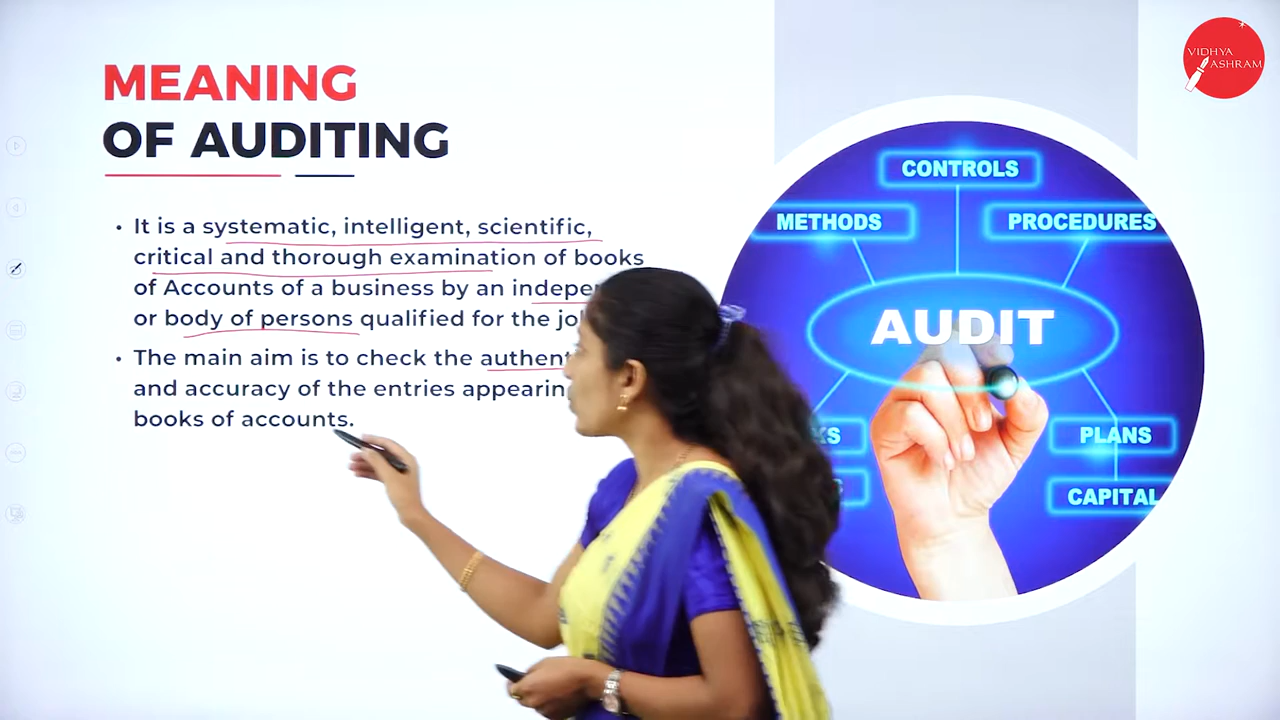 MEANING
OF AUDITING
It is a systematic, intelligent, scientific,
critical and thorough examination of books
of Accounts of a business by an
or body of persons qualified for the
The main aim is to check the
and accuracy of the entries appearing
books of accounts.
VIDHYA
ASHRAM
CONTROLS
METHODS
PROCEDURES
AUDIT
PLANS
CAPITAL